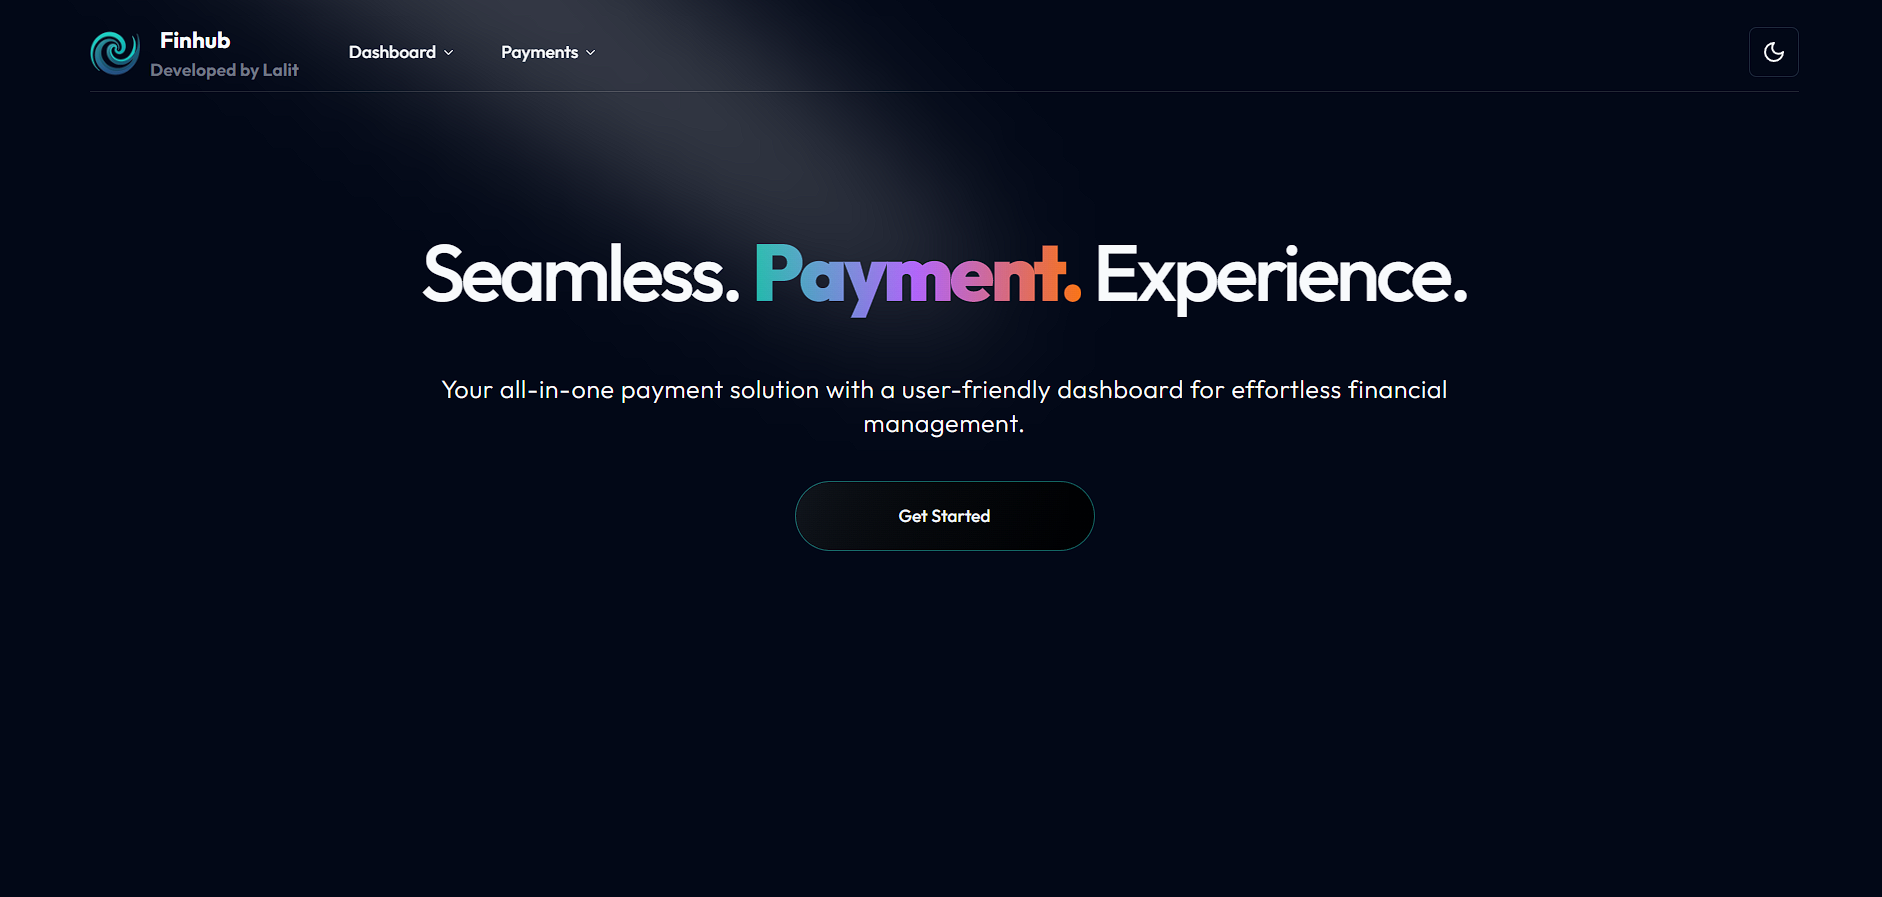 Finhub
Developed by Lalit
Dashboard
Payments
Seamless. Payment. Experience.
Your all-in-one payment solution with a user-friendly dashboard for effortless financial
management.
Get Started